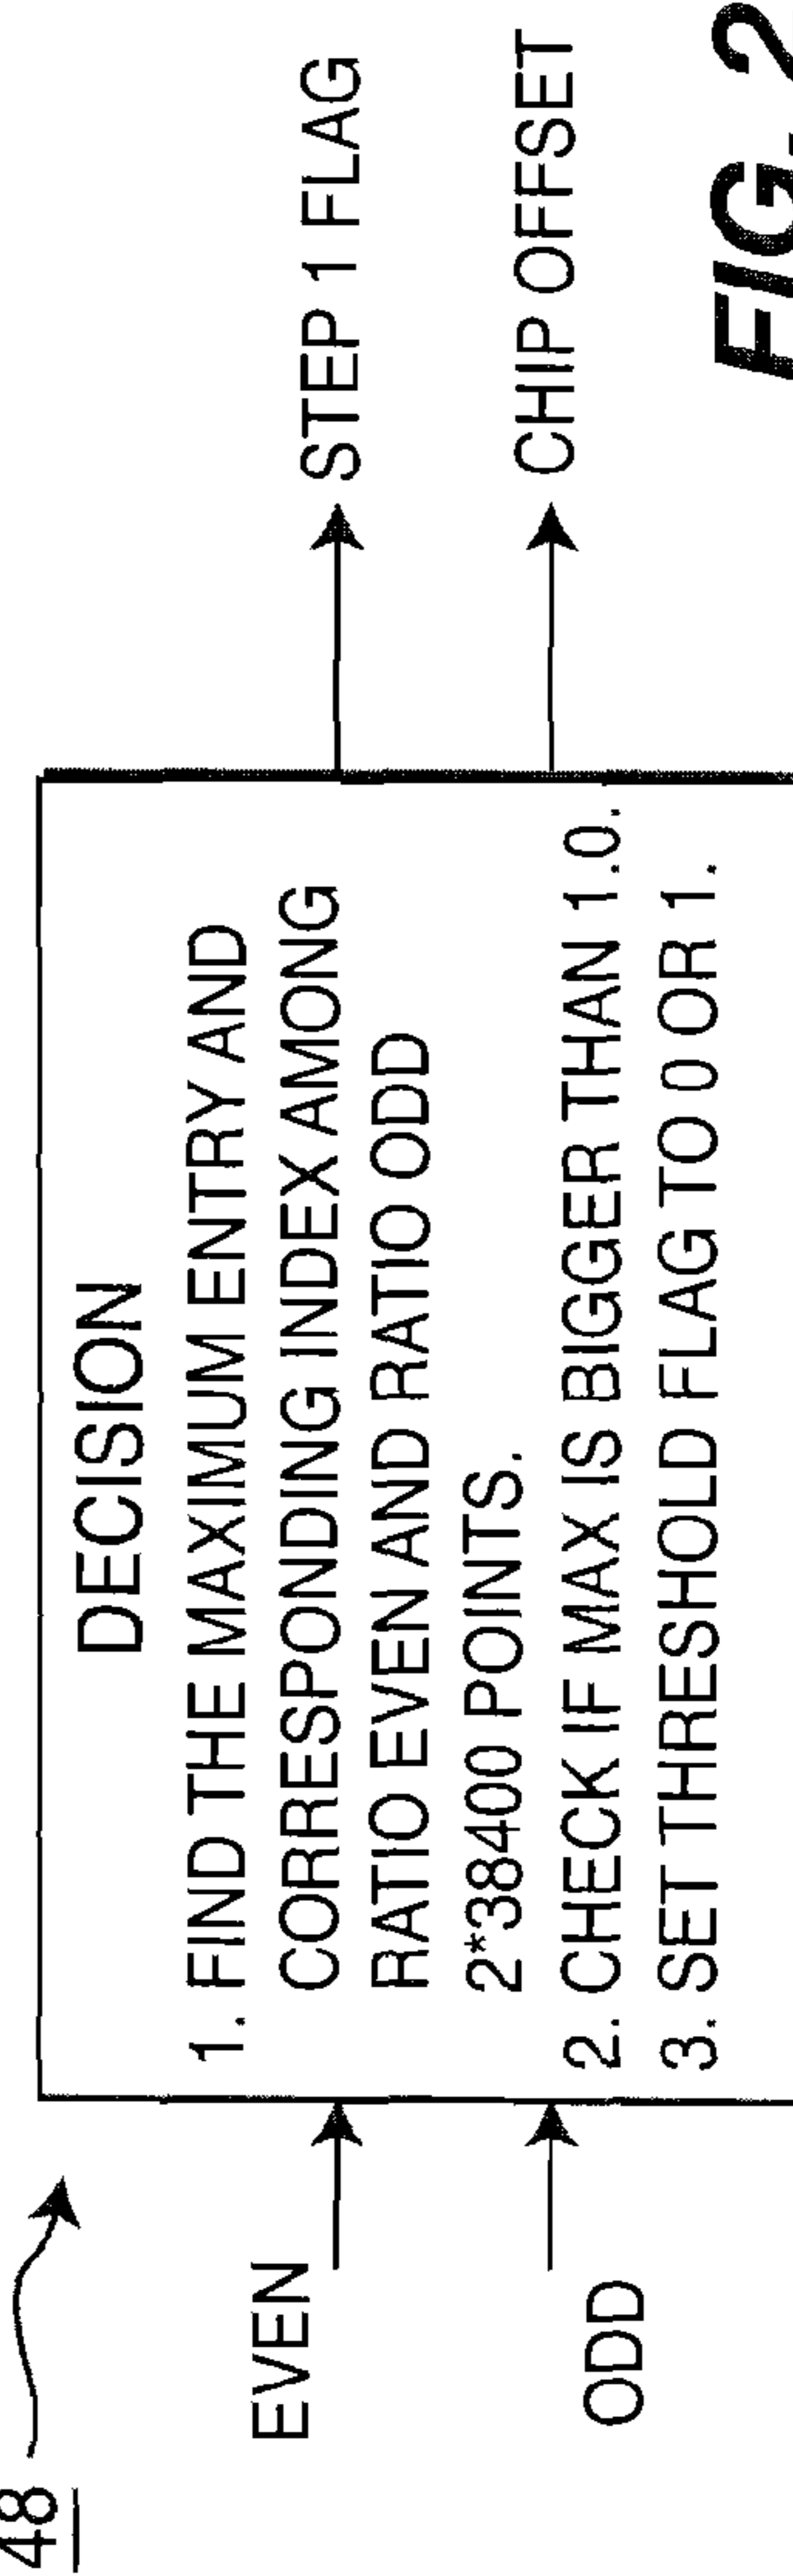 48
EVEN
ODD
DECISION
1. FIND THE MAXIMUM ENTRY AND
CORRESPONDING INDEX AMONG
RATIO EVEN AND RATIO ODD
2*38400 POINTS.
2. CHECK IF MAX IS BIGGER THAN 1.0.
3. SET THRESHOLD FLAG TO 0 OR 1.
STEP 1 FLAG
CHIP OFFSET
FIG. 2